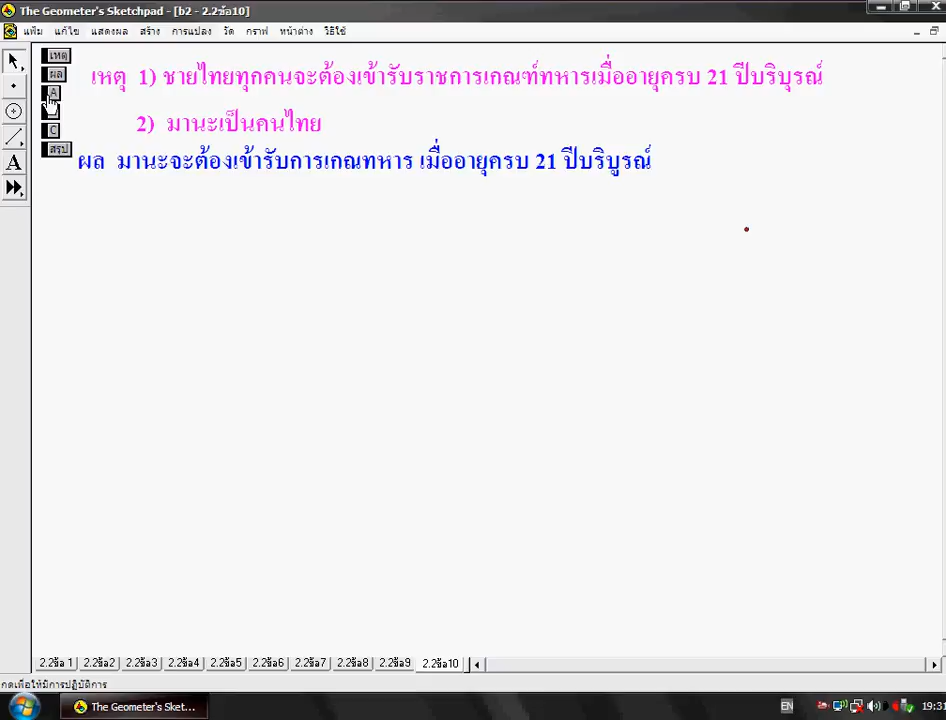 The Geometer's Sketchpad - [b2 - 2.2ข้อ10]
แฟ้ม แก้ไข แสดงผล สร้าง การแปลง วัด กราฟ หน้าต่าง วิธีใช้
เหตุ
ผล
A
C
สรุป
เหตุ 1) ชายไทยทุกคนจะต้องเข้ารับราชการเกณฑ์ทหารเมื่ออายุครบ 21 ปีบริบุรณ์
2) มานะเป็นคนไทย
ผล มานะจะต้องเข้ารับการเกณทหาร เมื่ออายุครบ 21 ปีบริบูรณ์
A
2.2ข้อ 1 2.2ข้อ2 2.2ข้อ3 2.2ข้อ4 2.2ข้อ5 2.2ข้อ6 2.2ข้อ7 2.2ข้อ8 2.2ข้อ9 2.2ข้อ10
กดเพื่อให้มีการปฏิบัติการ
The Geometer's Sketc... EN 19:31